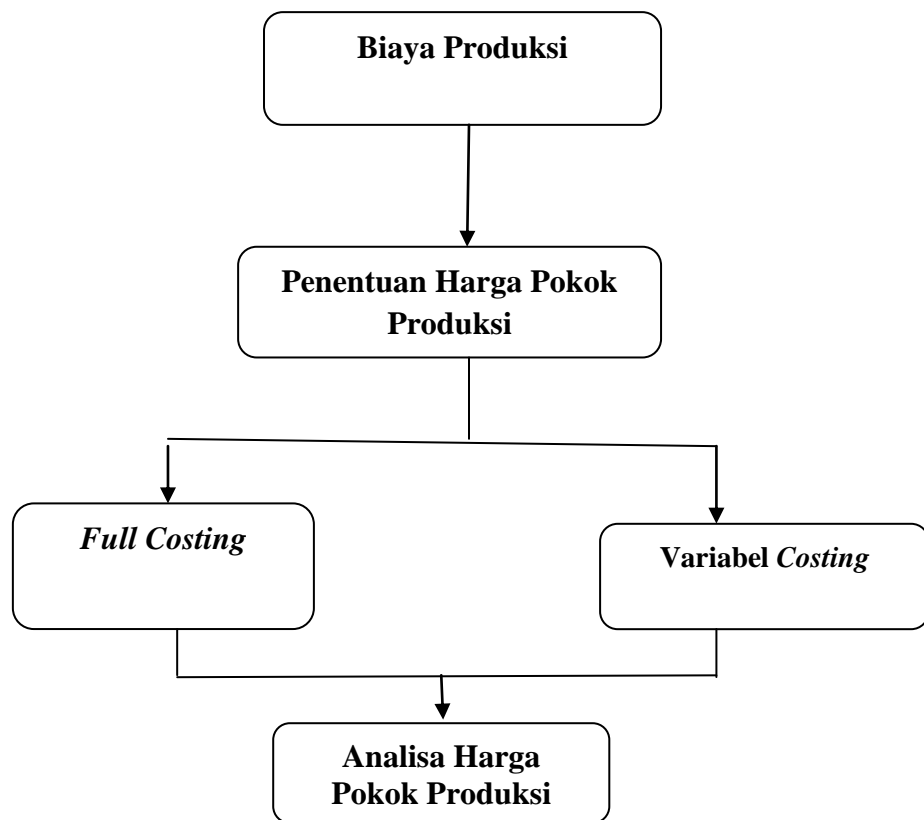 Biaya Produksi
Penentuan Harga Pokok
Produksi
Full Costing
Variabel Costing
Analisa Harga
Pokok Produksi